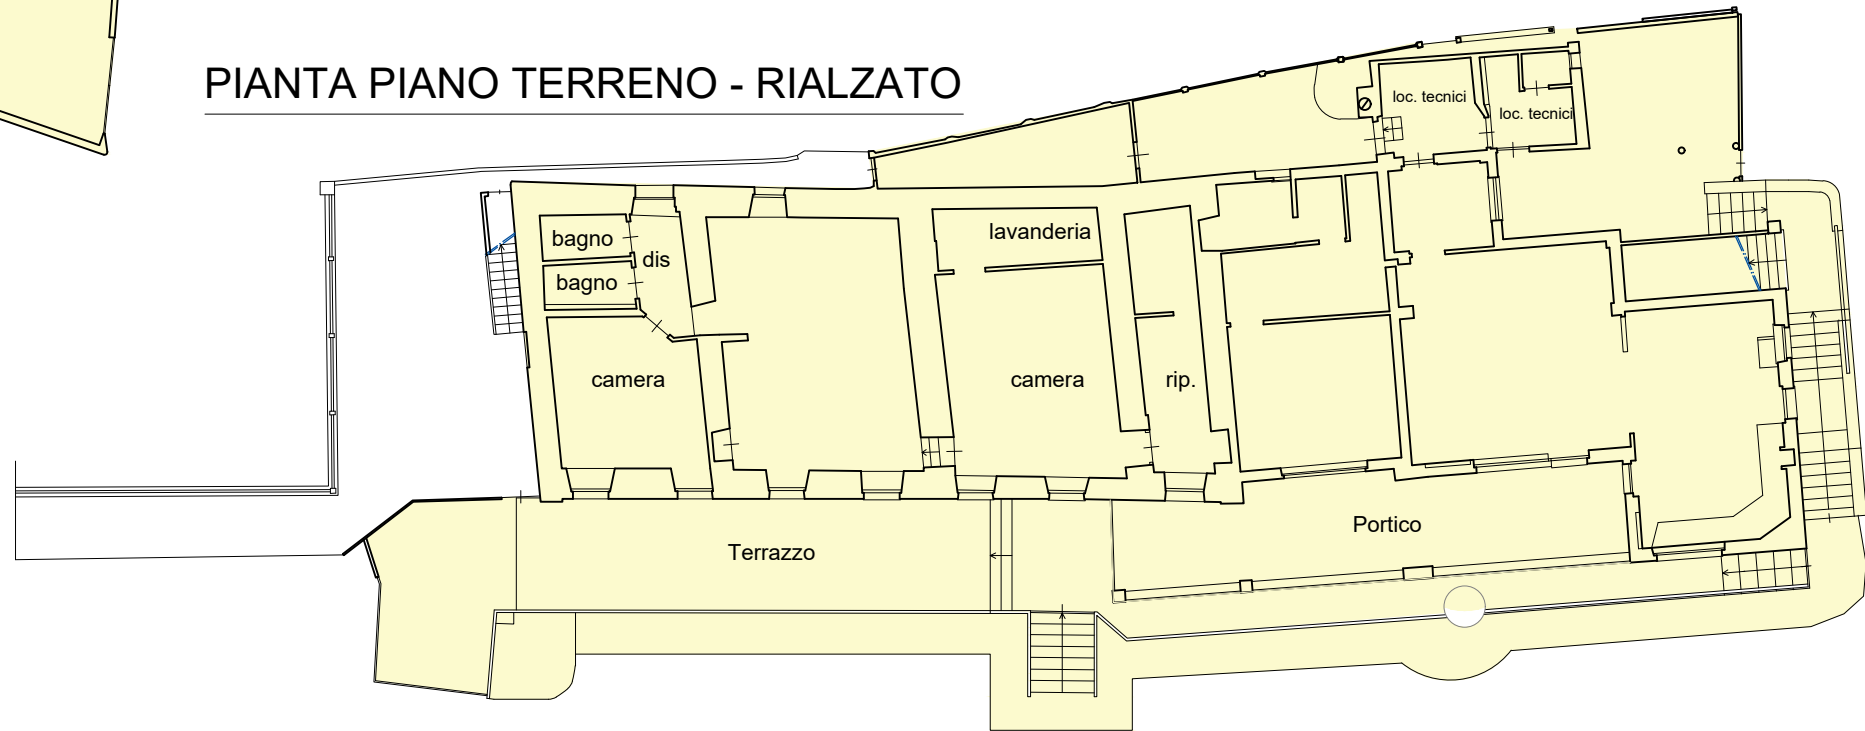 PIANTA PIANO TERRENO - RIALZATO
loc. tecnici
loc. tecnici
bagno
dis
lavanderia
bagno
camera
camera
rip.
Portico
Terrazzo